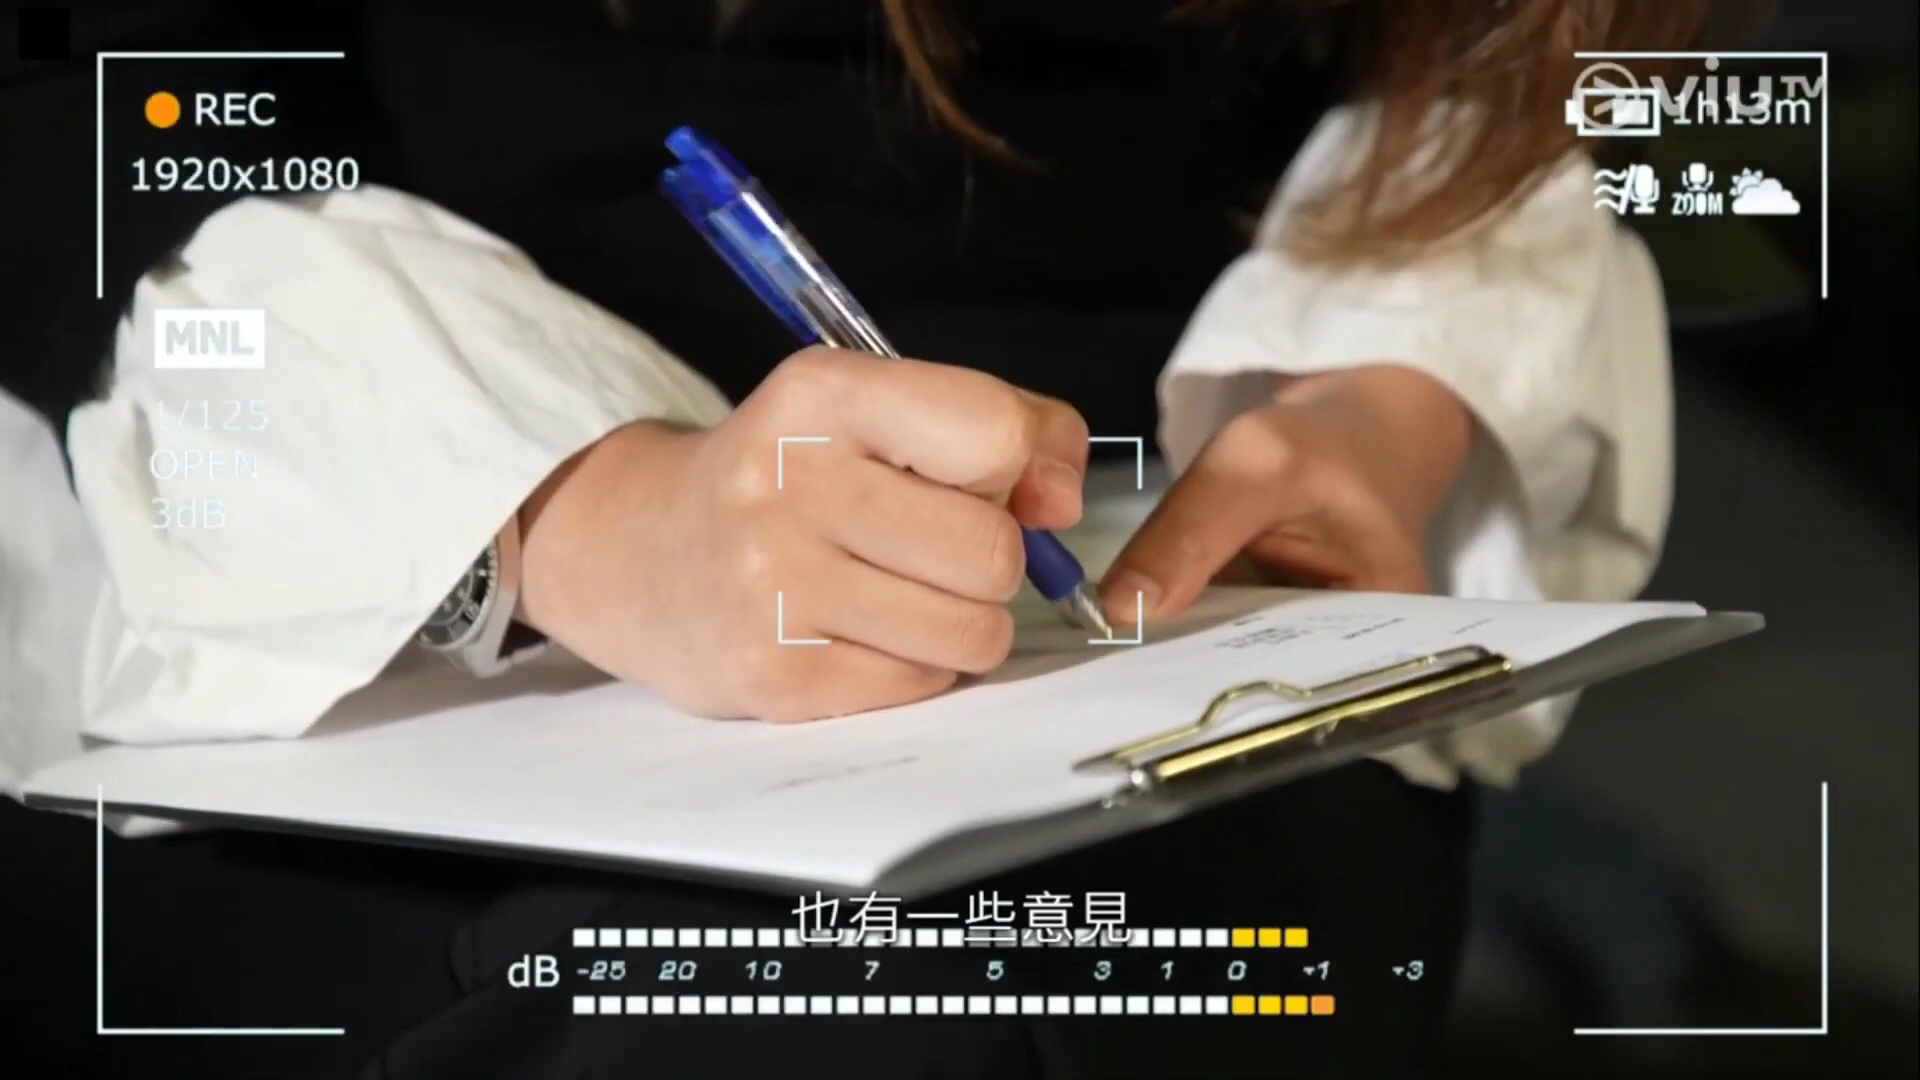 REC
viuTV
1h13m
1920x1080
ZOOM
MNL
1/125
OPEN
3dB
也有一些意見
dB -25 20 10 7 5 3 1 0 +1 +3